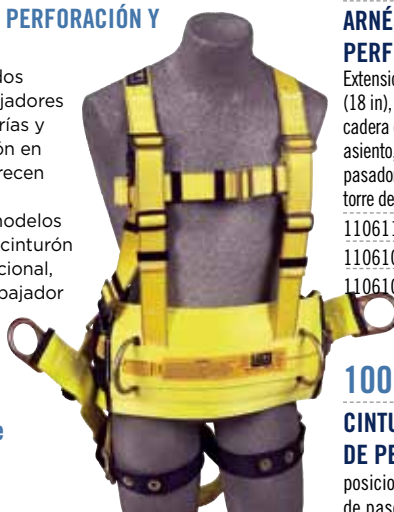 PERFORACIÓN Y
dos
jadores
rías y
ón en
recen
modelos
cinturón
cional,
bajador
e
ARNÉ
PERF
Extensió
(18 in),
cadera
asiento,
pasador
torre de
110611
110610
110610
100
CINTU
DE PE
posicio
de paso